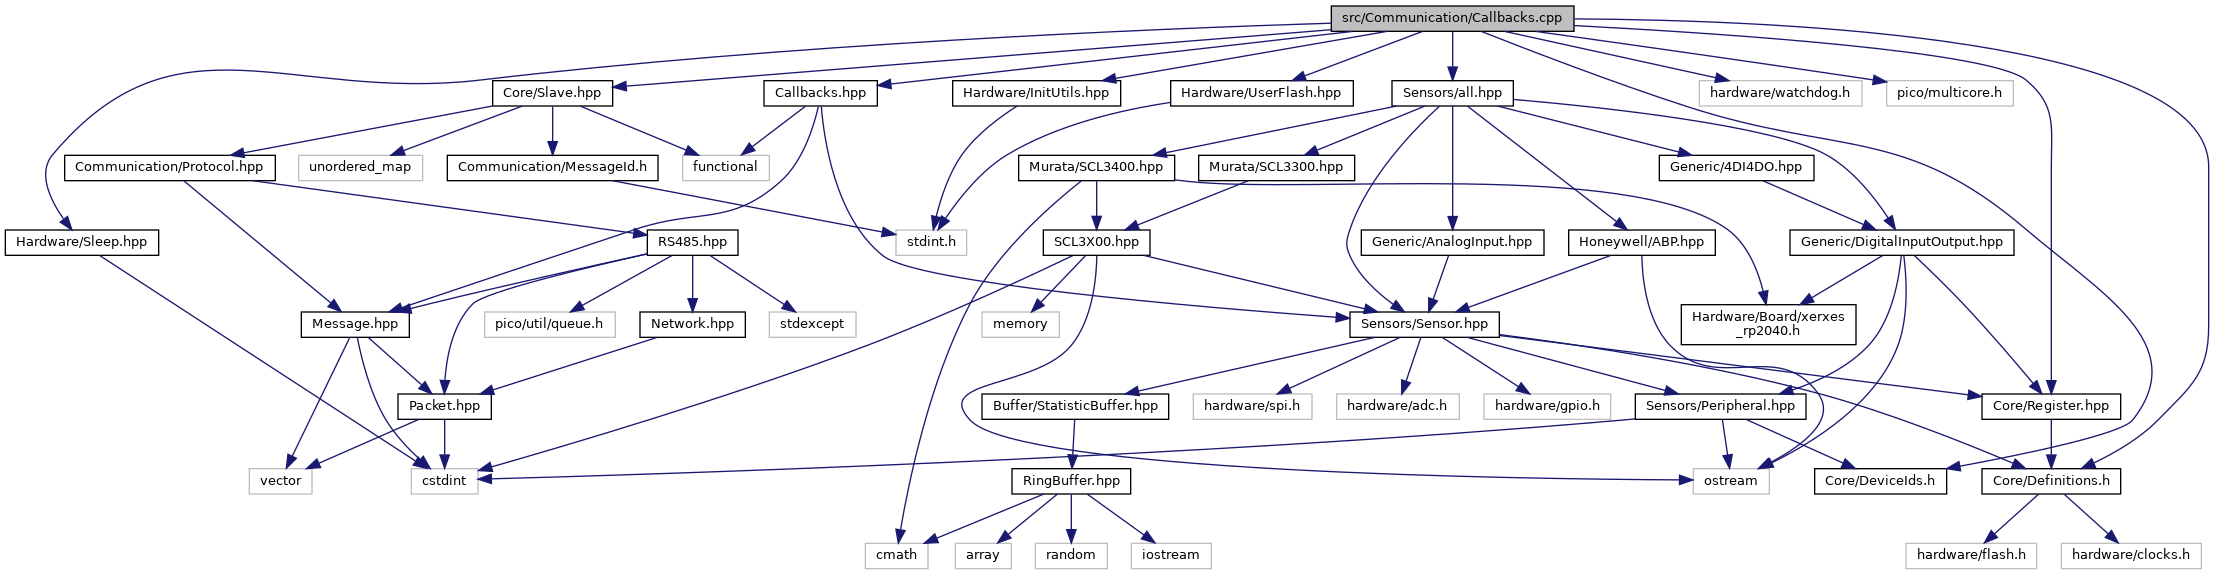 src/Communication/Callbacks.cpp
Core/Slave.hpp
Callbacks.hpp
Hardware/InitUtils.hpp
Hardware/UserFlash.hpp
Sensors/all.hpp
hardware/watchdog.h
pico/multicore.h
Communication/Protocol.hpp
unordered_map
Communication/MessageId.h
functional
Murata/SCL3400.hpp
Murata/SCL3300.hpp
Generic/4DI4DO.hpp
Hardware/Sleep.hpp
RS485.hpp
stdint.h
SCL3X00.hpp
Generic/AnalogInput.hpp
Honeywell/ABP.hpp
Generic/DigitalInputOutput.hpp
Message.hpp
pico/util/queue.h
Network.hpp
stdexcept
memory
Sensors/Sensor.hpp
Hardware/Board/xerxes
_rp2040.h
Packet.hpp
Buffer/StatisticBuffer.hpp
hardware/spi.h
hardware/adc.h
hardware/gpio.h
Sensors/Peripheral.hpp
Core/Register.hpp
vector
cstdint
RingBuffer.hpp
ostream
Core/DeviceIds.h
Core/Definitions.h
cmath
array
random
iostream
hardware/flash.h
hardware/clocks.h